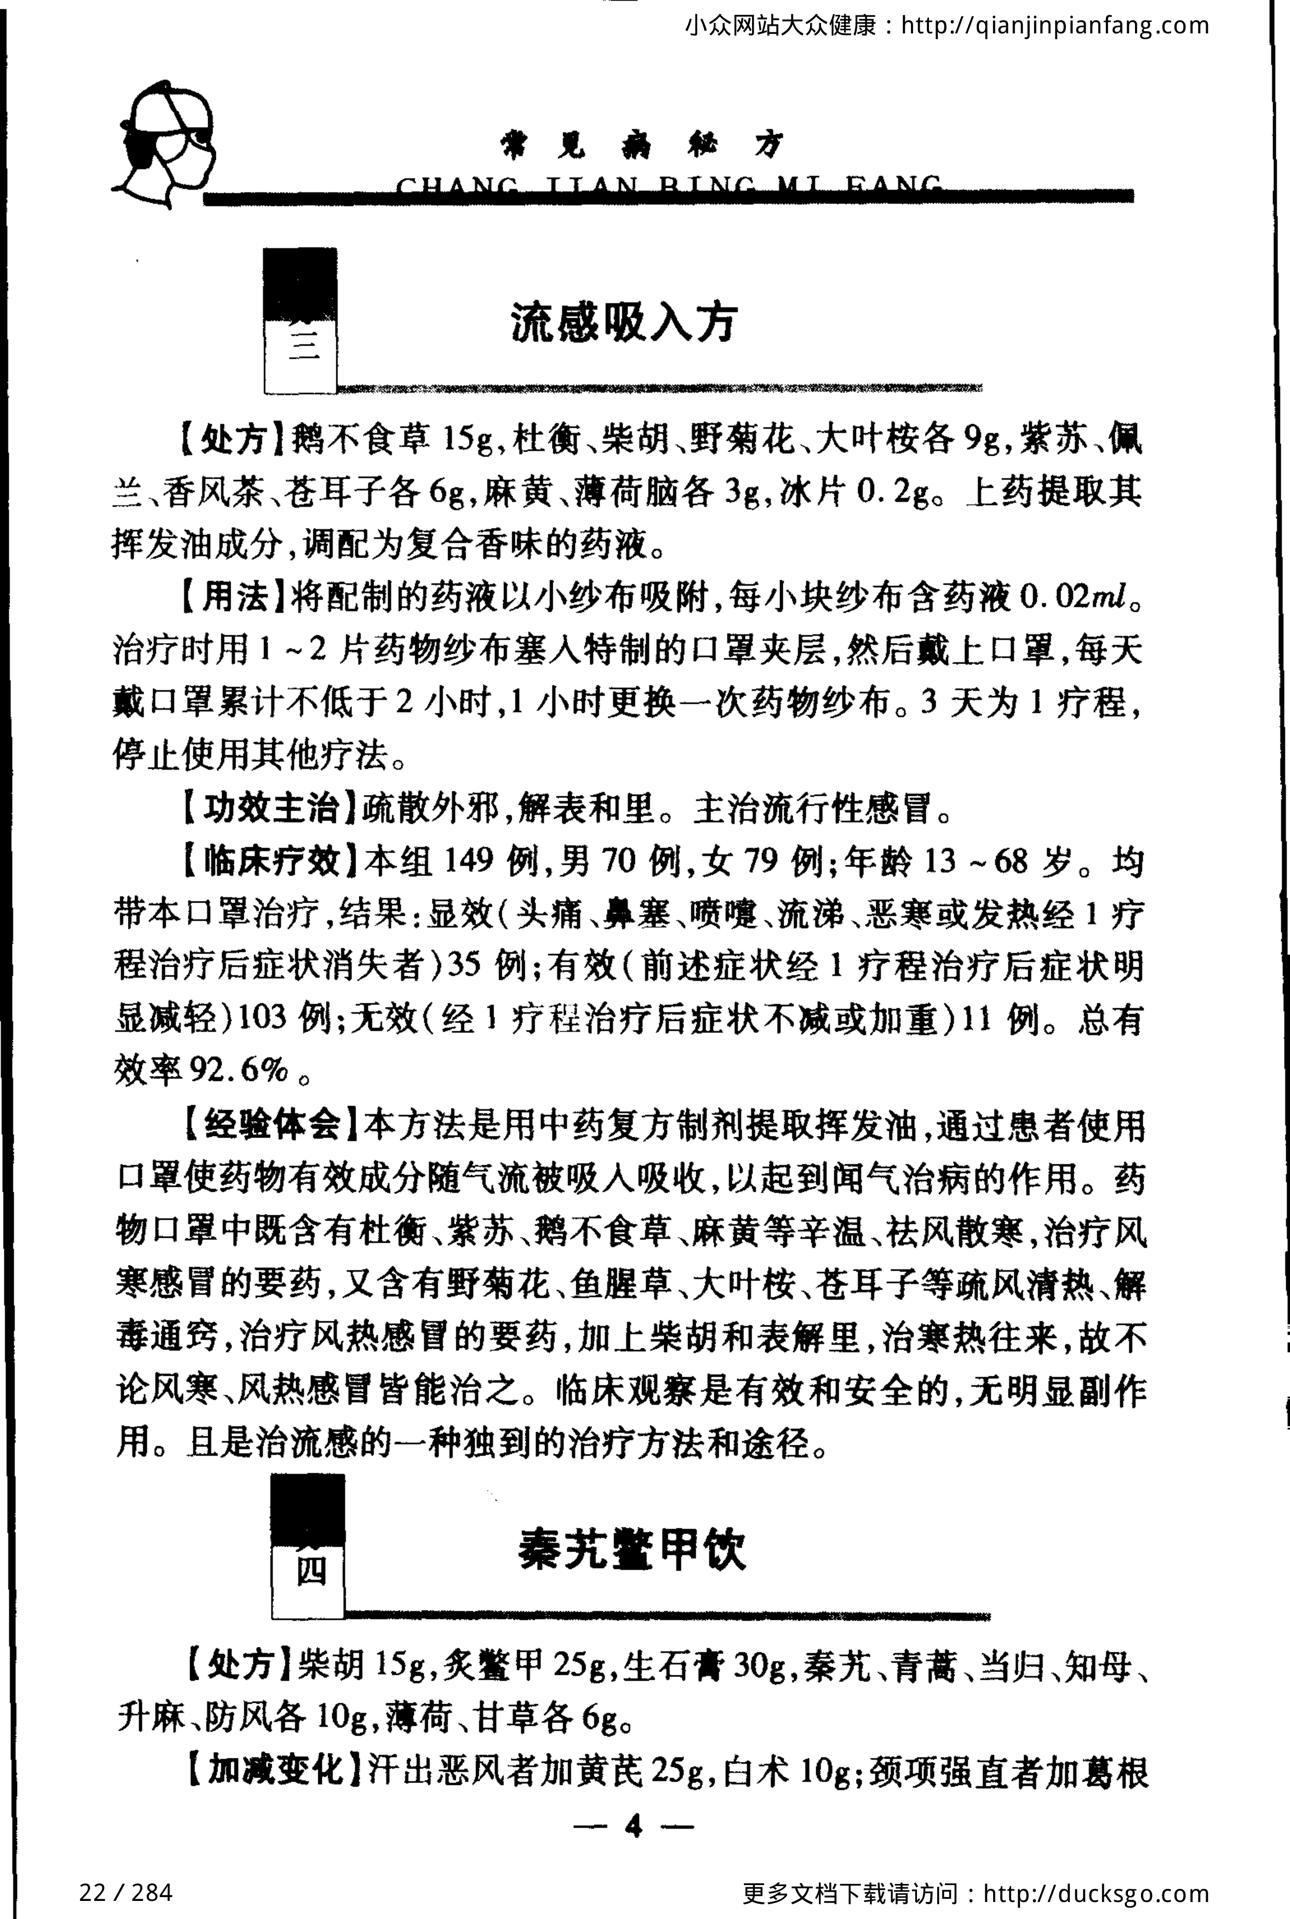 小众网站大众健康：http://qianjinpianfang.com
常见病秘方
CHANG JIAN BING MI FANG
三
流感吸入方
【处方】鹅不食草 15g,杜衡、柴胡、野菊花、大叶桉各 9g,紫苏、佩
兰、香风茶、苍耳子各 6g,麻黄、薄荷脑各 3g,冰片 0. 2g。上药提取其
挥发油成分,调配为复合香味的药液。
【用法】将配制的药液以小纱布吸附,每小块纱布含药液 0. 02ml。
治疗时用 1 ~ 2 片药物纱布塞入特制的口罩夹层,然后戴上口罩,每天
戴口罩累计不低于 2 小时,1 小时更换一次药物纱布。3 天为 1 疗程,
停止使用其他疗法。
【功效主治】疏散外邪,解表和里。主治流行性感冒。
【临床疗效】本组 149 例,男 70 例,女 79 例;年龄 13 ~ 68 岁。均
带本口罩治疗,结果:显效(头痛、鼻塞、喷嚏、流涕、恶寒或发热经 1 疗
程治疗后症状消失者)35 例;有效(前述症状经 1 疗程治疗后症状明
显减轻)103 例;无效(经 1 疗程治疗后症状不减或加重)11 例。总有
效率 92.6%。
【经验体会】本方法是用中药复方制剂提取挥发油,通过患者使用
口罩使药物有效成分随气流被吸入吸收,以起到闻气治病的作用。药
物口罩中既含有杜衡、紫苏、鹅不食草、麻黄等辛温、祛风散寒,治疗风
寒感冒的要药,又含有野菊花、鱼腥草、大叶桉、苍耳子等疏风清热、解
毒通窍,治疗风热感冒的要药,加上柴胡和表解里,治寒热往来,故不
论风寒、风热感冒皆能治之。临床观察是有效和安全的,无明显副作
用。且是治流感的一种独到的治疗方法和途径。
四
秦艽鳖甲饮
【处方】柴胡 15g,炙鳖甲 25g,生石膏 30g,秦艽、青蒿、当归、知母、
升麻、防风各 10g,薄荷、甘草各 6g。
【加减变化】汗出恶风者加黄芪 25g,白术 10g;颈项强直者加葛根
— 4 —
22 / 284
更多文档下载请访问：http://ducksgo.com